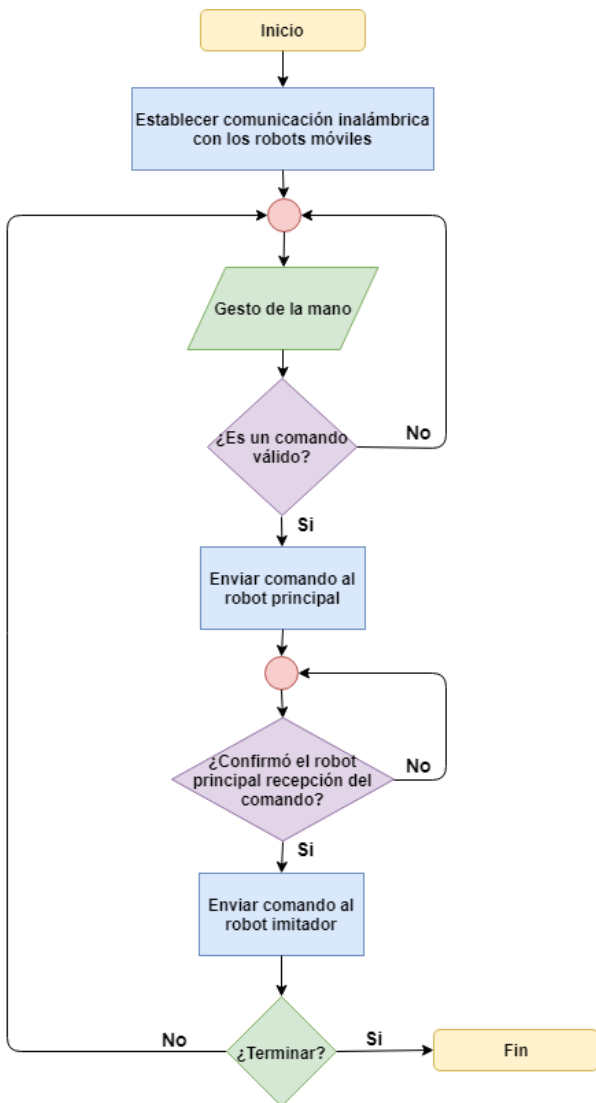 Inicio
Establecer comunicación inalámbrica
con los robots móviles
Gesto de la mano
¿Es un comando
válido?
No
Si
Enviar comando al
robot principal
¿Confirmó el robot
principal recepción del
comando?
No
Si
Enviar comando al
robot imitador
No
¿Terminar?
Si
Fin